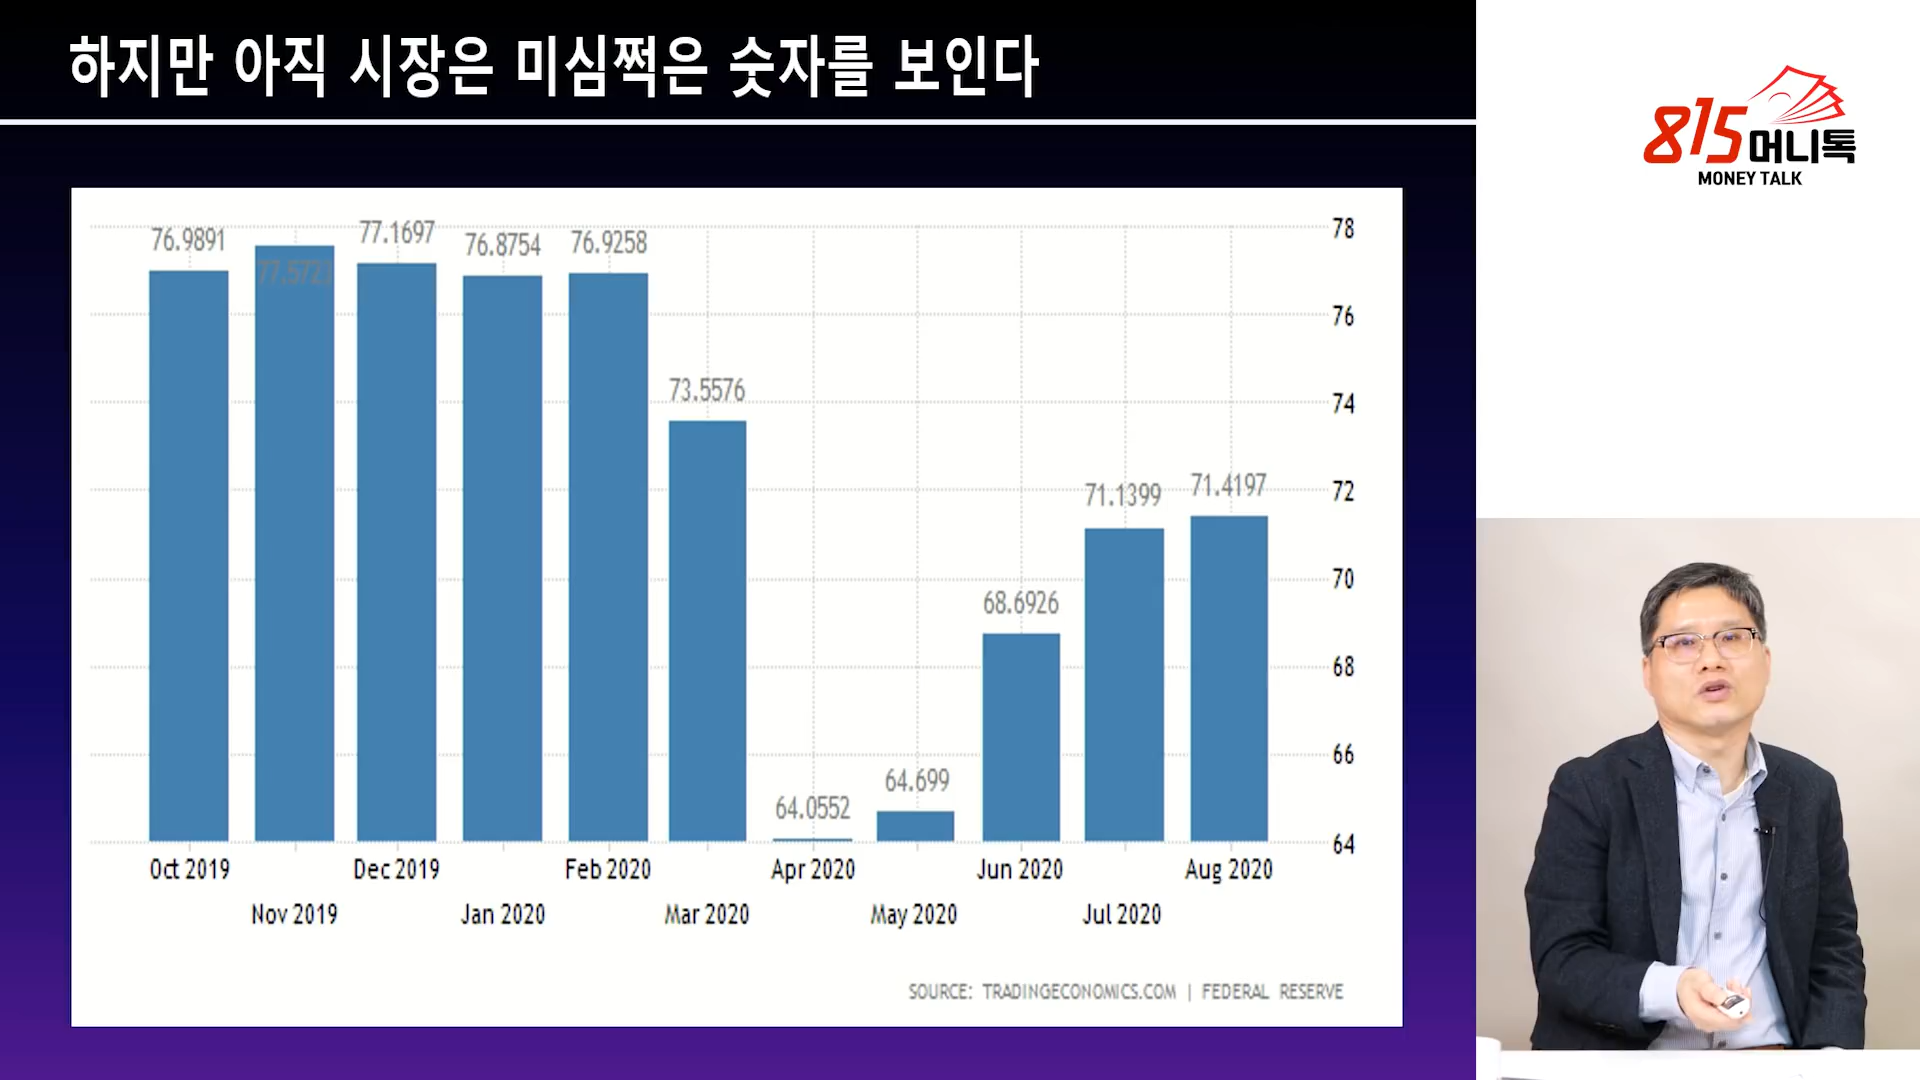 하지만 아직 시장은 미심쩍은 숫자를 보인다
815머니톡
MONEY TALK
76.9891
77.1697
76.8754
76.9258
73.5576
64.0552
64.699
68.6926
71.1399
71.4197
78
76
74
72
70
68
66
64
Oct 2019
Nov 2019
Dec 2019
Jan 2020
Feb 2020
Mar 2020
Apr 2020
May 2020
Jun 2020
Jul 2020
Aug 2020
SOURCE: TRADINGECONOMICS.COM | FEDERAL RESERVE